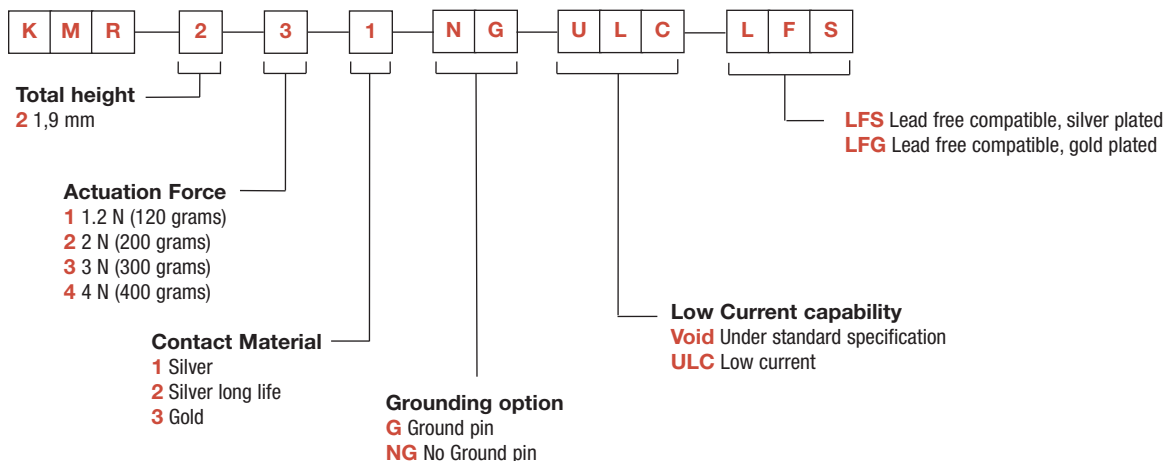 K M R 2 3 1 N G U L C L F S
Total height
2 1,9 mm
LFS Lead free compatible, silver plated
LFG Lead free compatible, gold plated
Actuation Force
1 1.2 N (120 grams)
2 2 N (200 grams)
3 3 N (300 grams)
4 4 N (400 grams)
Low Current capability
Void Under standard specification
ULC Low current
Contact Material
1 Silver
2 Silver long life
3 Gold
Grounding option
G Ground pin
NG No Ground pin